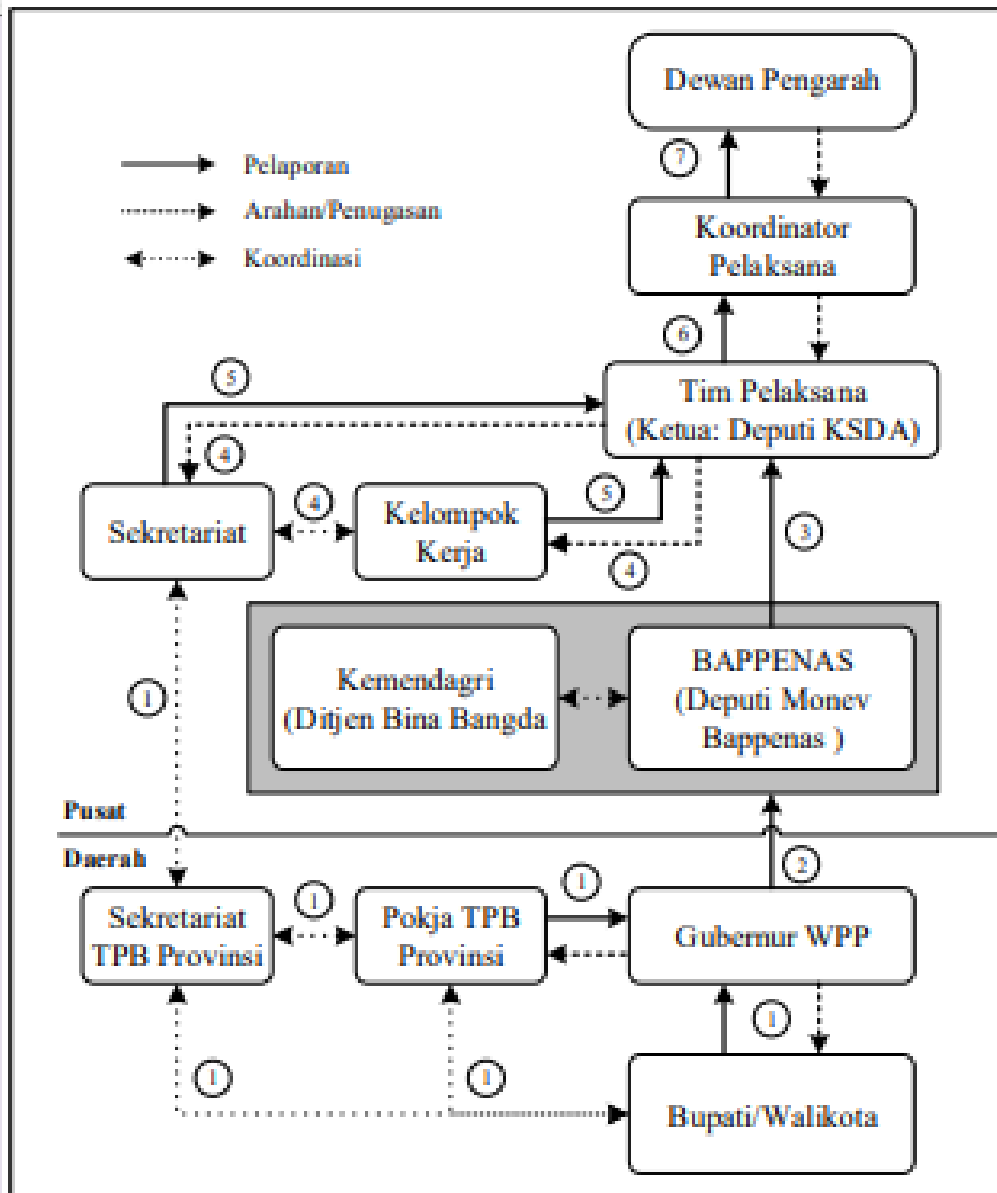 Dewan Pengarah
7
Pelaporan
Arahan/Penugasan
Koordinasi
Koordinator
Pelaksana
6
5
Tim Pelaksana
(Ketua: Deputi KSDA)
4
Sekretariat
4
Kelompok
Kerja
5
4
3
Kemendagri
(Ditjen Bina Bangda
BAPPENAS
(Deputi Monev
Bappenas )
1
Pusat
Daerah
2
Sekretariat
TPB Provinsi
1
Pokja TPB
Provinsi
1
Gubernur WPP
1
1
1
Bupati/Walikota